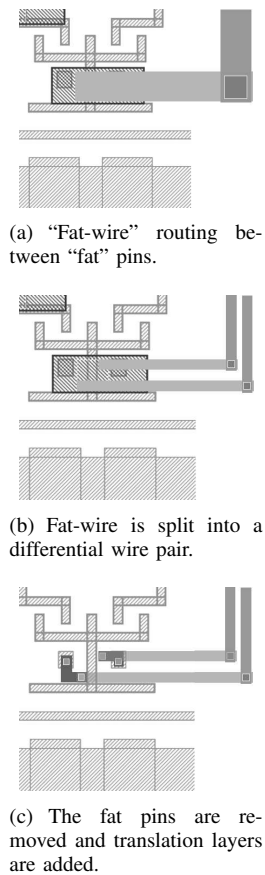 (a) “Fat-wire” routing be-
tween “fat” pins.
(b) Fat-wire is split into a
differential wire pair.
(c) The fat pins are re-
moved and translation layers
are added.